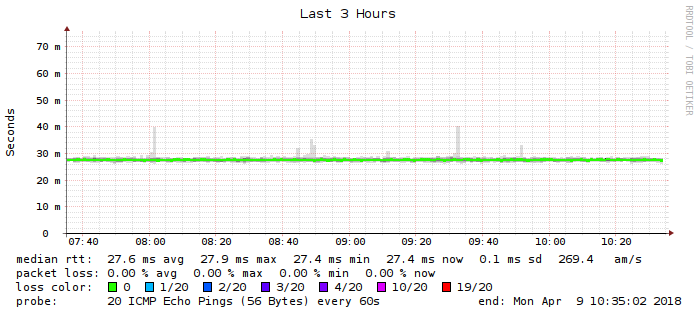 Last 3 Hours
RRDTOOL / TOBI OETIKER
Seconds
70 m
60 m
50 m
40 m
30 m
20 m
10 m
0
07:40 08:00 08:20 08:40 09:00 09:20 09:40 10:00 10:20
median rtt: 27.6 ms avg 27.9 ms max 27.4 ms min 27.4 ms now 0.1 ms sd 269.4 am/s
packet loss: 0.00 % avg 0.00 % max 0.00 % min 0.00 % now
loss color: 0 1/20 2/20 3/20 4/20 10/20 19/20
probe: 20 ICMP Echo Pings (56 Bytes) every 60s end: Mon Apr 9 10:35:02 2018